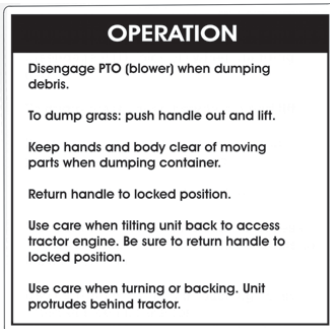 OPERATION
Disengage PTO (blower) when dumping
debris.
To dump grass: push handle out and lift.
Keep hands and body clear of moving
parts when dumping container.
Return handle to locked position.
Use care when tilting unit back to access
tractor engine. Be sure to return handle to
locked position.
Use care when turning or backing. Unit
protrudes behind tractor.